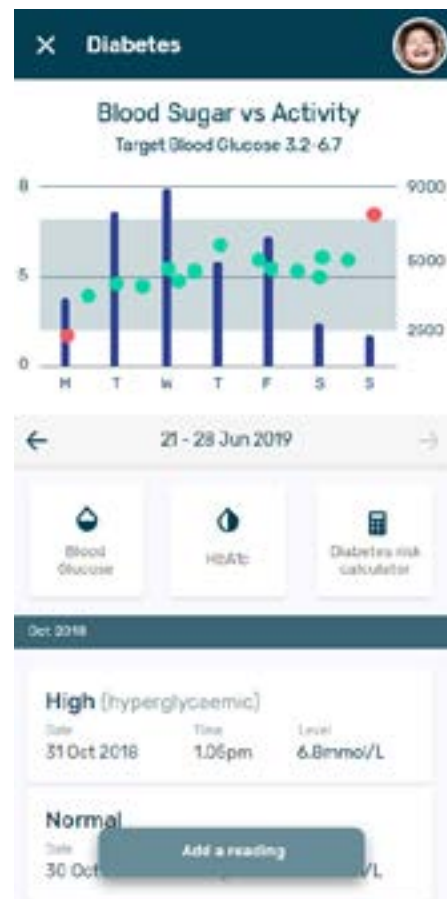 Diabetes
Blood Sugar vs Activity
Target Blood Glucose 3.2-6.7
8
9000
5
5000
2500
0
M T W T F S S
21 - 28 Jun 2019
Blood Glucose
HbA1c
Diabetes risk calculator
Oct 2018
High (hyperglycaemic)
Date Time Level
31 Oct 2018 1.05pm 6.8mmol/L
Normal
Date
30 Oct
Add a reading
/L